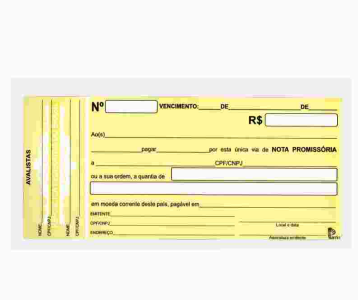 AVALISTAS
NOME
CPF/CNPJ
NOME
CPF/CNPJ
Nº VENCIMENTO: DE DE
R$
Ao(s)
pagar por esta única via de NOTA PROMISSÓRIA
a CPF/CNPJ
ou a sua ordem, a quantia de
em moeda corrente deste país, pagável em
EMITENTE
CPF/CNPJ Local e data
ENDEREÇO Assinatura emitente